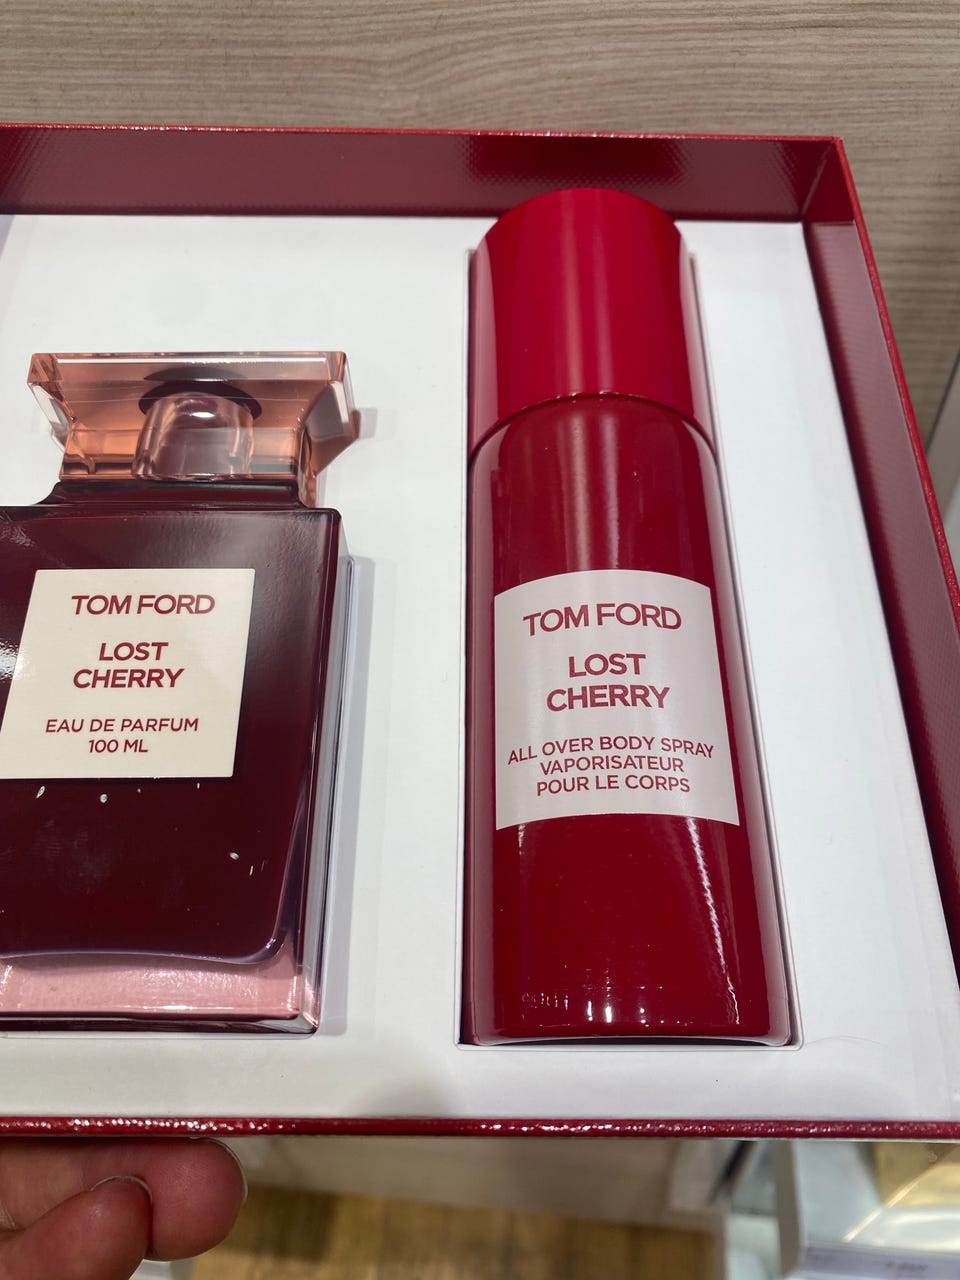 TOM FORD
LOST
CHERRY
EAU DE PARFUM
100 ML
TOM FORD
LOST
CHERRY
ALL OVER BODY SPRAY
VAPORISATEUR
POUR LE CORPS